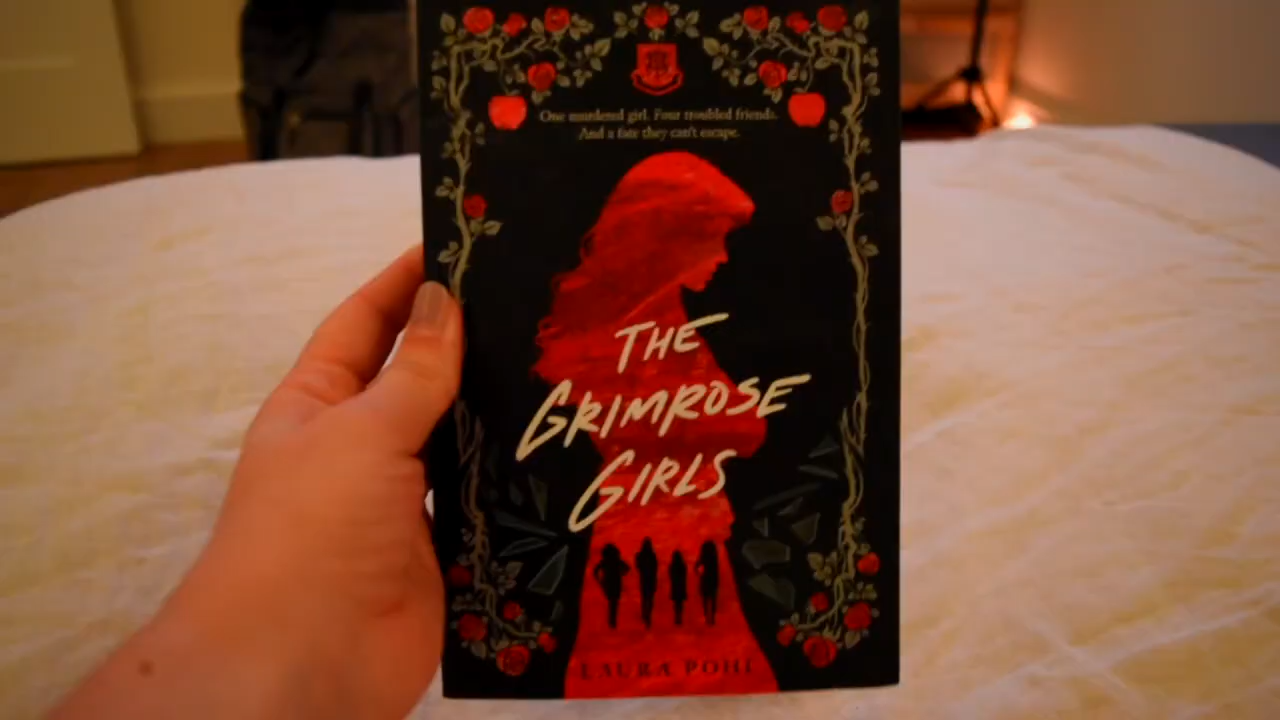 One murdered girl. Four troubled friends.
And a fate they can't escape.
THE
GRIMROSE
GIRLS
LAURA POHL